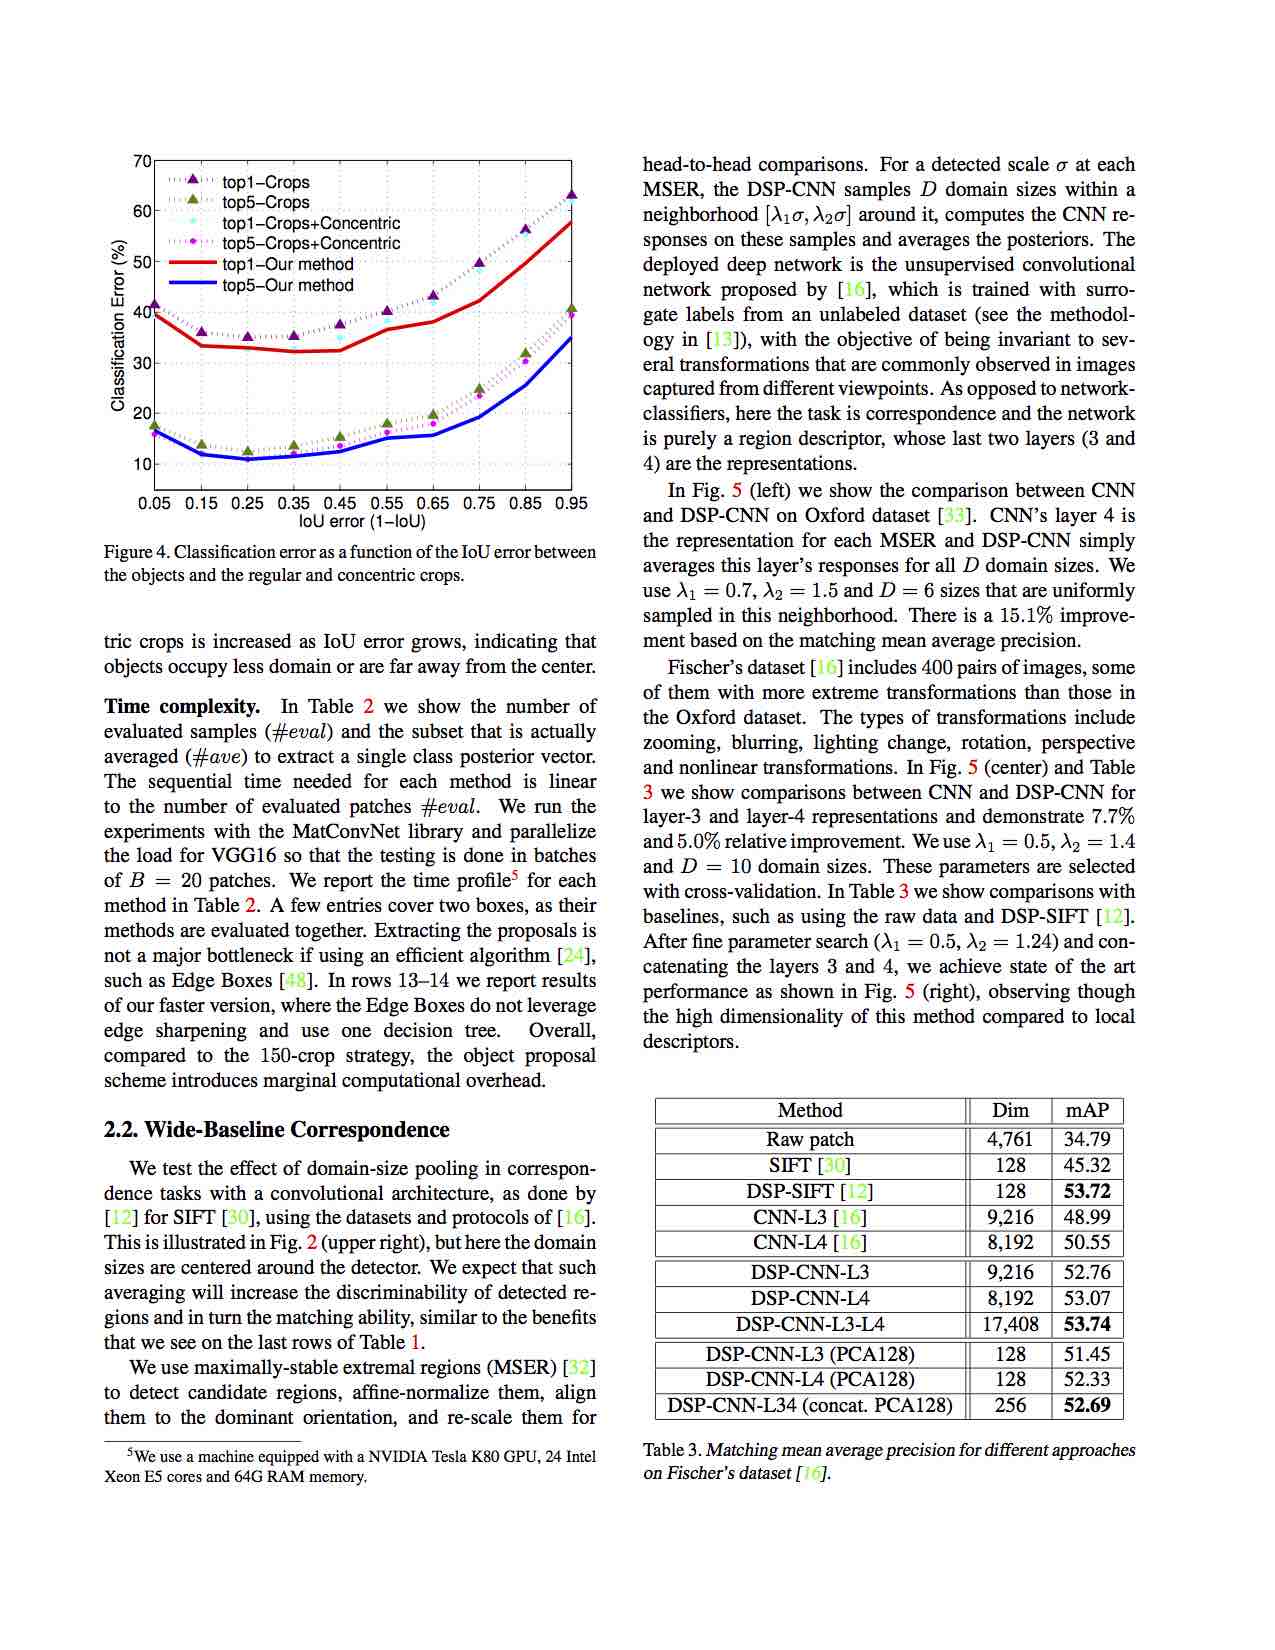 70
60
50
40
30
20
10
Classification Error (%)
top1−Crops
top5−Crops
top1−Crops+Concentric
top5−Crops+Concentric
top1−Our method
top5−Our method
0.05 0.15 0.25 0.35 0.45 0.55 0.65 0.75 0.85 0.95
IoU error (1−IoU)
Figure 4. Classification error as a function of the IoU error between
the objects and the regular and concentric crops.
tric crops is increased as IoU error grows, indicating that
objects occupy less domain or are far away from the center.
Time complexity. In Table 2 we show the number of
evaluated samples (#eval) and the subset that is actually
averaged (#ave) to extract a single class posterior vector.
The sequential time needed for each method is linear
to the number of evaluated patches #eval. We run the
experiments with the MatConvNet library and parallelize
the load for VGG16 so that the testing is done in batches
of B = 20 patches. We report the time profile⁵ for each
method in Table 2. A few entries cover two boxes, as their
methods are evaluated together. Extracting the proposals is
not a major bottleneck if using an efficient algorithm [24],
such as Edge Boxes [48]. In rows 13–14 we report results
of our faster version, where the Edge Boxes do not leverage
edge sharpening and use one decision tree. Overall,
compared to the 150-crop strategy, the object proposal
scheme introduces marginal computational overhead.
2.2. Wide-Baseline Correspondence
We test the effect of domain-size pooling in correspon-
dence tasks with a convolutional architecture, as done by
[12] for SIFT [30], using the datasets and protocols of [16].
This is illustrated in Fig. 2 (upper right), but here the domain
sizes are centered around the detector. We expect that such
averaging will increase the discriminability of detected re-
gions and in turn the matching ability, similar to the benefits
that we see on the last rows of Table 1.
We use maximally-stable extremal regions (MSER) [32]
to detect candidate regions, affine-normalize them, align
them to the dominant orientation, and re-scale them for
⁵We use a machine equipped with a NVIDIA Tesla K80 GPU, 24 Intel
Xeon E5 cores and 64G RAM memory.
head-to-head comparisons. For a detected scale σ at each
MSER, the DSP-CNN samples D domain sizes within a
neighborhood [λ₁σ, λ₂σ] around it, computes the CNN re-
sponses on these samples and averages the posteriors. The
deployed deep network is the unsupervised convolutional
network proposed by [16], which is trained with surro-
gate labels from an unlabeled dataset (see the methodol-
ogy in [13]), with the objective of being invariant to sev-
eral transformations that are commonly observed in images
captured from different viewpoints. As opposed to network-
classifiers, here the task is correspondence and the network
is purely a region descriptor, whose last two layers (3 and
4) are the representations.
In Fig. 5 (left) we show the comparison between CNN
and DSP-CNN on Oxford dataset [33]. CNN's layer 4 is
the representation for each MSER and DSP-CNN simply
averages this layer's responses for all D domain sizes. We
use λ₁ = 0.7, λ₂ = 1.5 and D = 6 sizes that are uniformly
sampled in this neighborhood. There is a 15.1% improve-
ment based on the matching mean average precision.
Fischer's dataset [16] includes 400 pairs of images, some
of them with more extreme transformations than those in
the Oxford dataset. The types of transformations include
zooming, blurring, lighting change, rotation, perspective
and nonlinear transformations. In Fig. 5 (center) and Table
3 we show comparisons between CNN and DSP-CNN for
layer-3 and layer-4 representations and demonstrate 7.7%
and 5.0% relative improvement. We use λ₁ = 0.5, λ₂ = 1.4
and D = 10 domain sizes. These parameters are selected
with cross-validation. In Table 3 we show comparisons with
baselines, such as using the raw data and DSP-SIFT [12].
After fine parameter search (λ₁ = 0.5, λ₂ = 1.24) and con-
catenating the layers 3 and 4, we achieve state of the art
performance as shown in Fig. 5 (right), observing though
the high dimensionality of this method compared to local
descriptors.
Method Dim mAP
Raw patch 4,761 34.79
SIFT [30] 128 45.32
DSP-SIFT [12] 128 53.72
CNN-L3 [16] 9,216 48.99
CNN-L4 [16] 8,192 50.55
DSP-CNN-L3 9,216 52.76
DSP-CNN-L4 8,192 53.07
DSP-CNN-L3-L4 17,408 53.74
DSP-CNN-L3 (PCA128) 128 51.45
DSP-CNN-L4 (PCA128) 128 52.33
DSP-CNN-L34 (concat. PCA128) 256 52.69
Table 3. Matching mean average precision for different approaches
on Fischer's dataset [16].